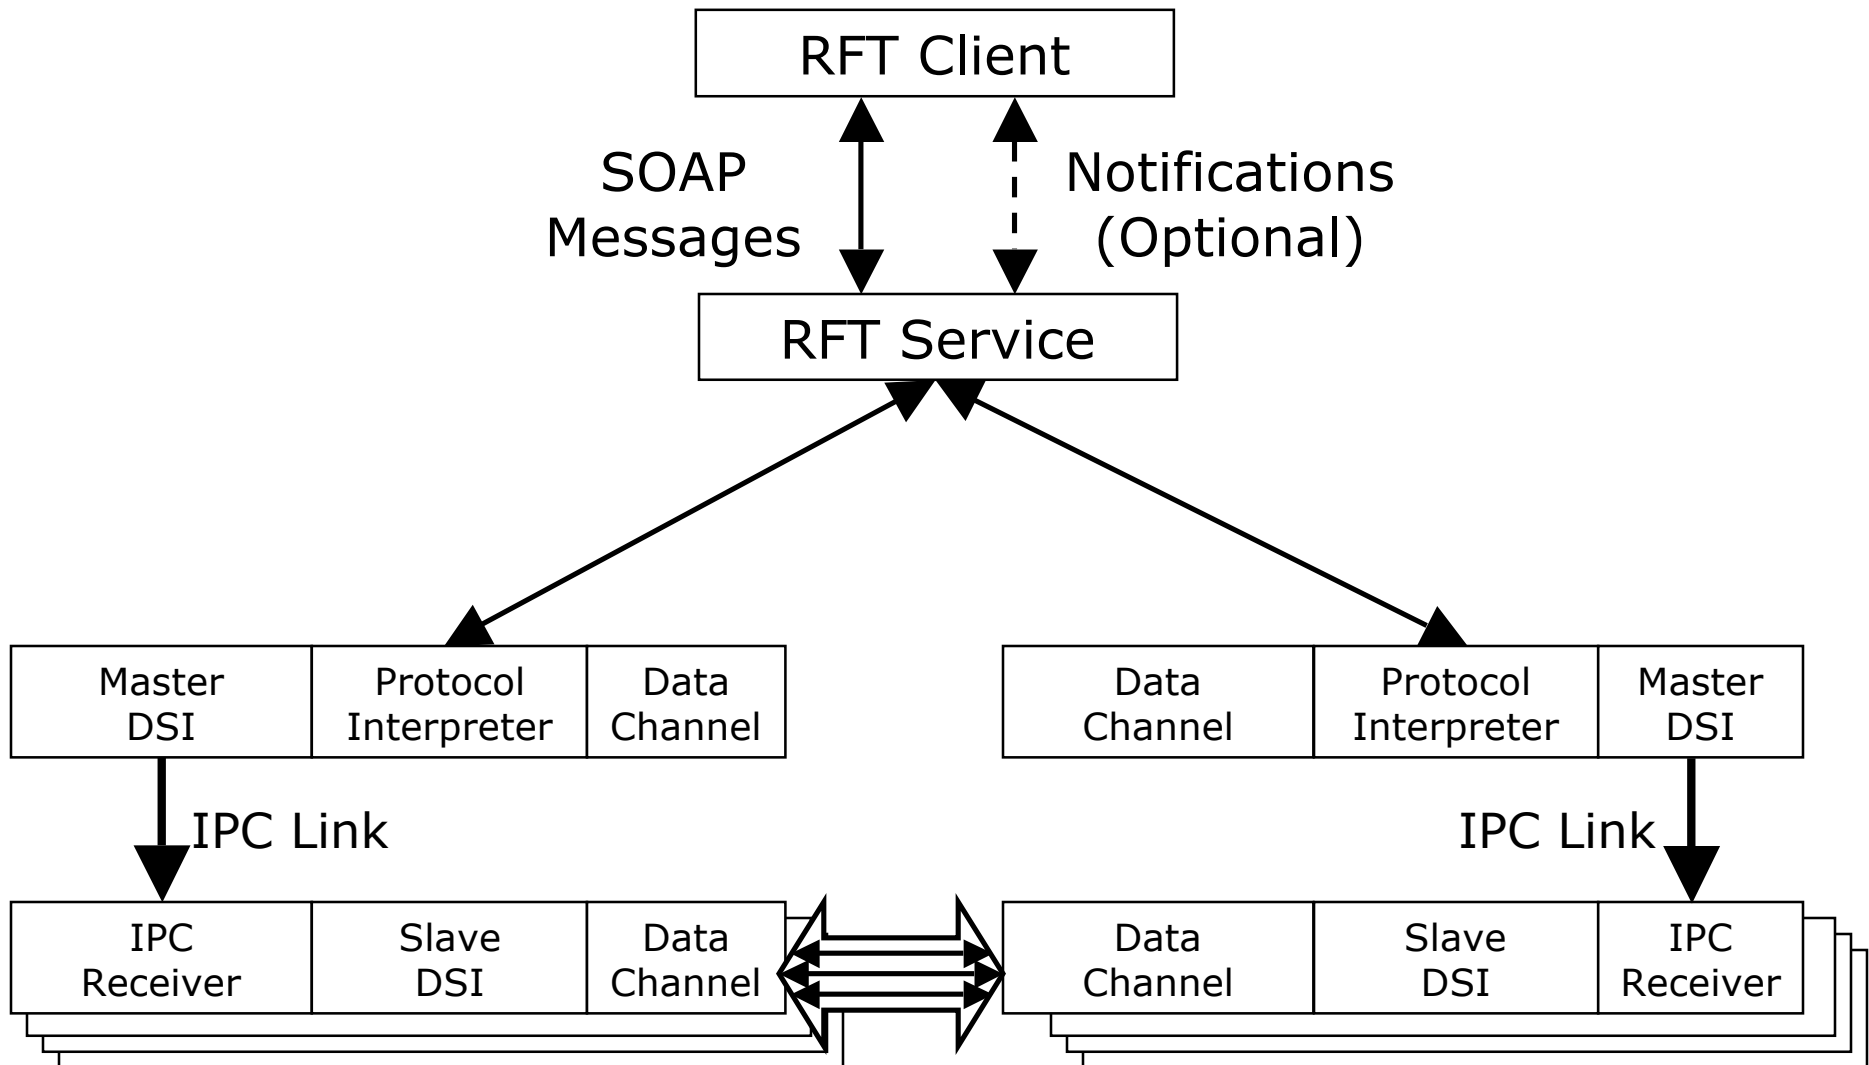 RFT Client
SOAP
Messages
Notifications
(Optional)
RFT Service
Master
DSI
Protocol
Interpreter
Data
Channel
Data
Channel
Protocol
Interpreter
Master
DSI
IPC Link
IPC Link
IPC
Receiver
Slave
DSI
Data
Channel
Data
Channel
Slave
DSI
IPC
Receiver